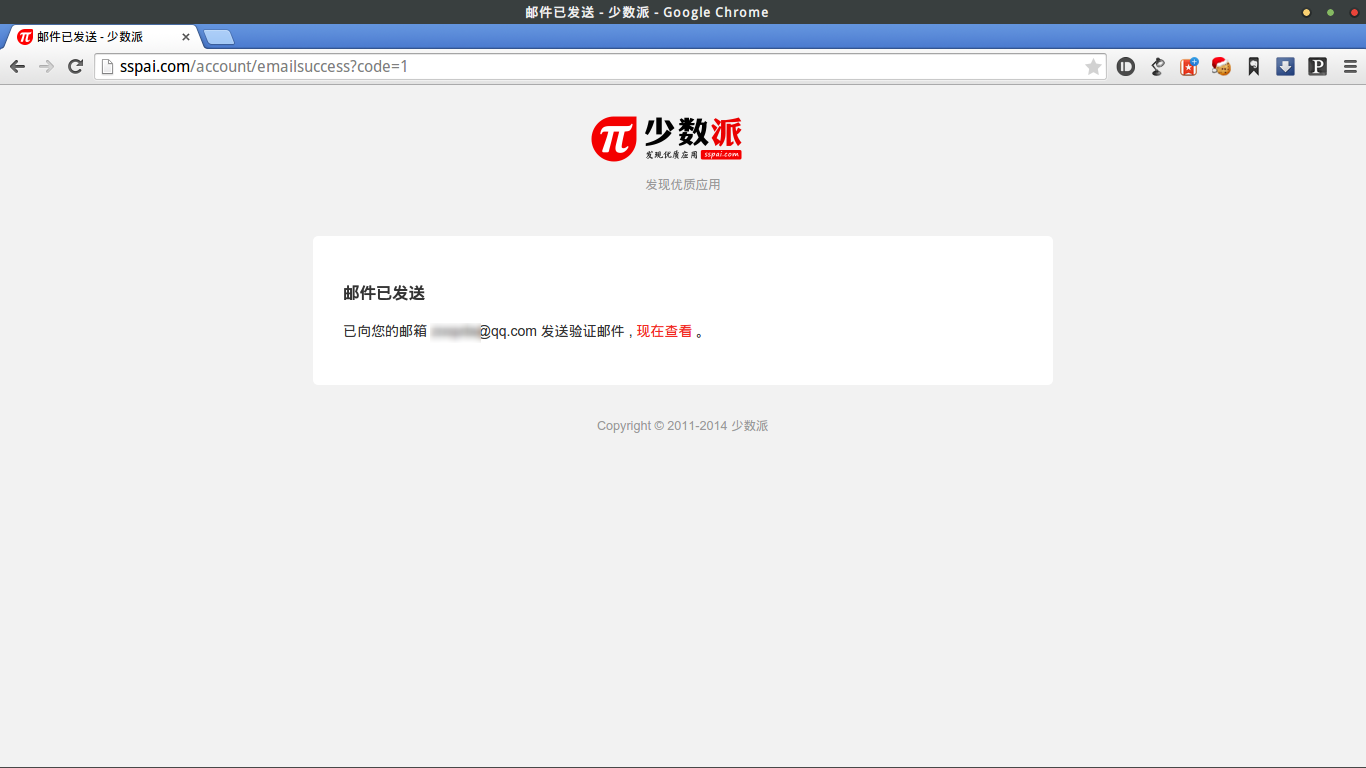 邮件已发送 - 少数派 - Google Chrome
邮件已发送 - 少数派
sspai.com/account/emailsuccess?code=1
π 少数派
发现优质应用 sspai.com
发现优质应用
邮件已发送
已向您的邮箱 @qq.com 发送验证邮件 , 现在查看 。
Copyright © 2011-2014 少数派